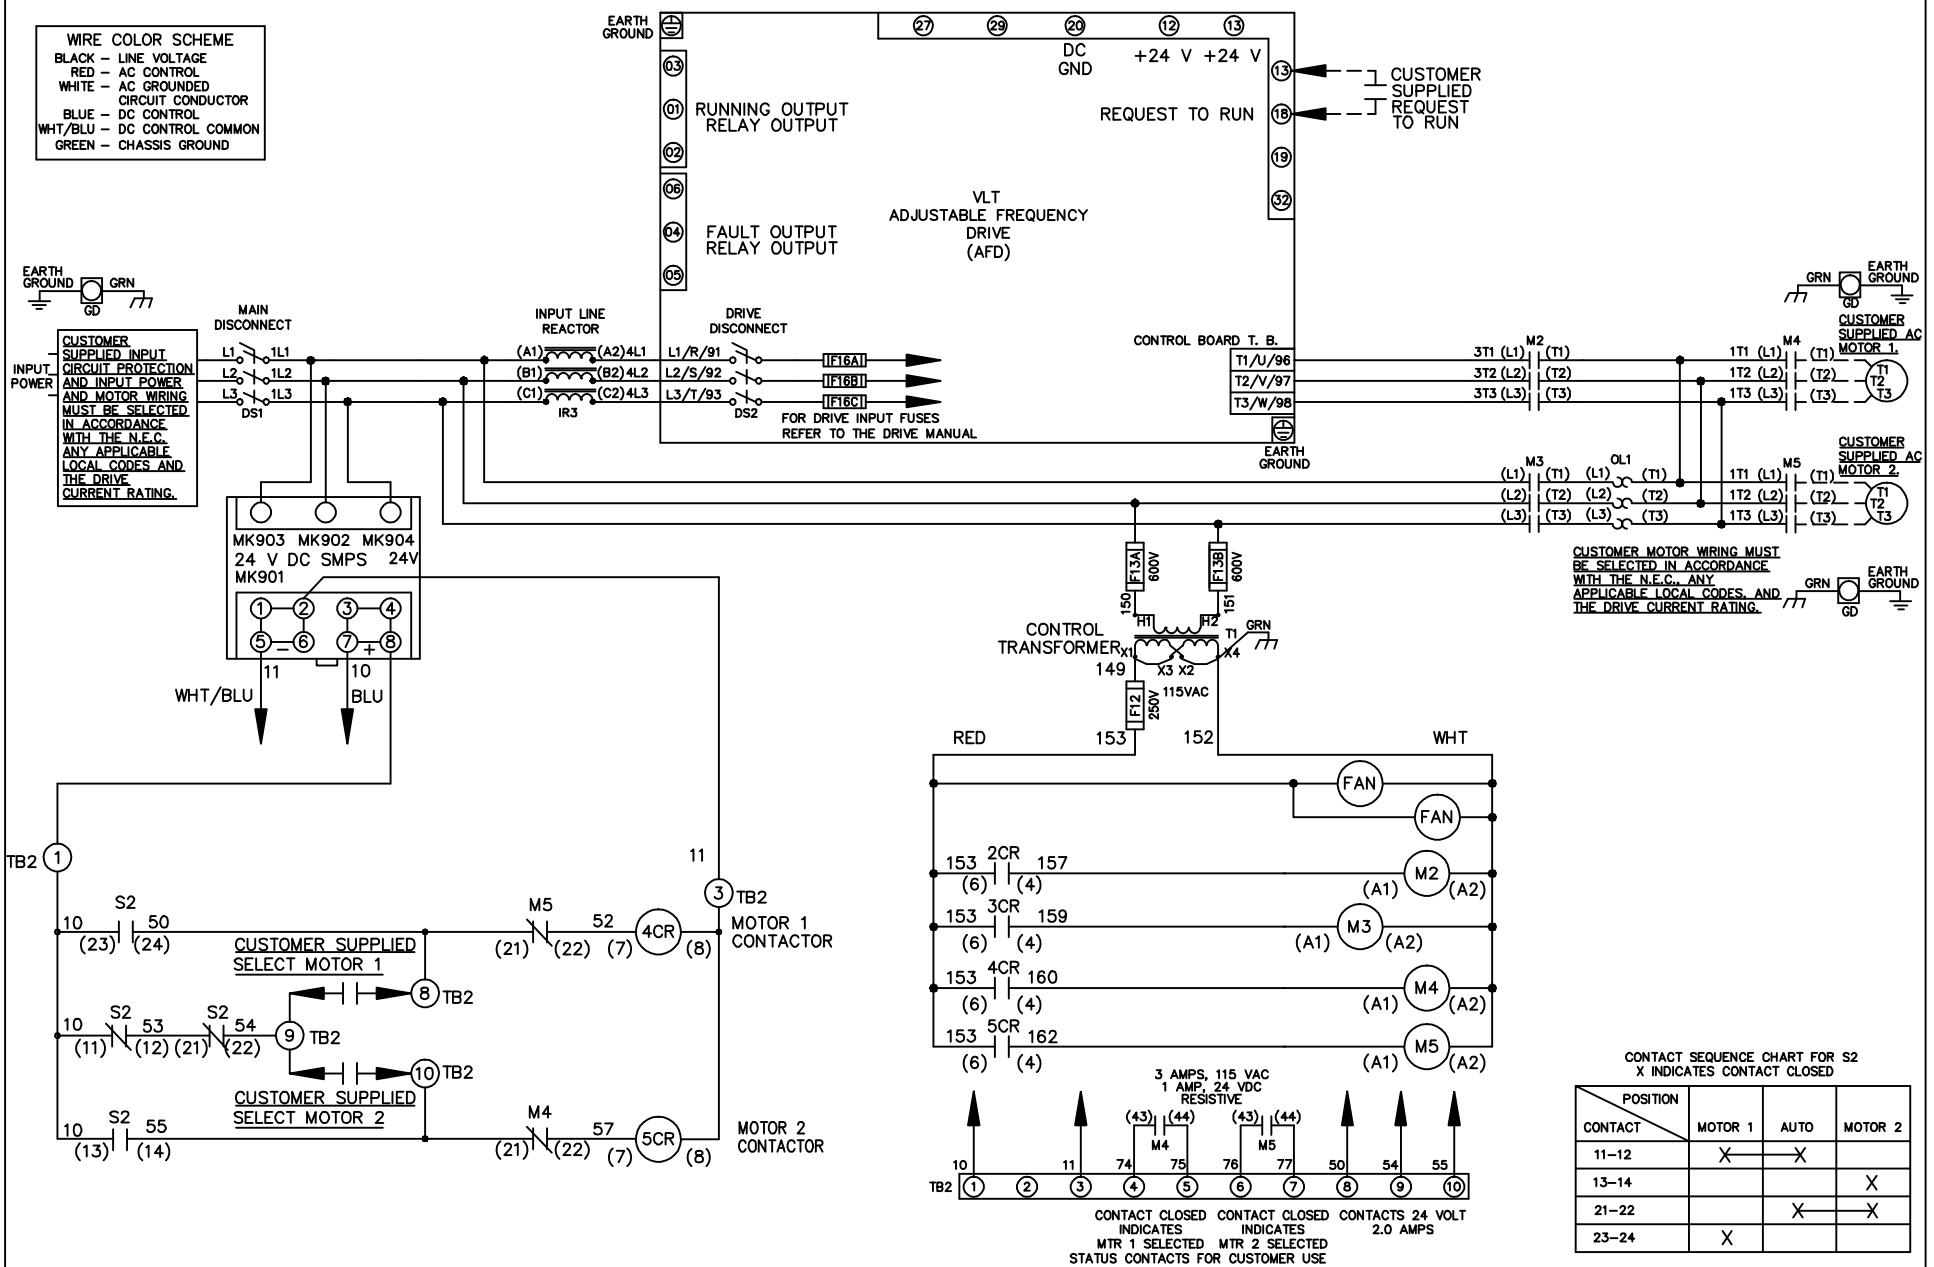 WIRE COLOR SCHEME
BLACK – LINE VOLTAGE
RED – AC CONTROL
WHITE – AC GROUNDED
CIRCUIT CONDUCTOR
BLUE – DC CONTROL
WHT/BLU – DC CONTROL COMMON
GREEN – CHASSIS GROUND
EARTH
GROUND
27 29 20 12 13
DC
GND
+24 V +24 V
03
01
02
RUNNING OUTPUT
RELAY OUTPUT
06
04
05
FAULT OUTPUT
RELAY OUTPUT
REQUEST TO RUN
13
18
19
32
CUSTOMER
SUPPLIED
REQUEST
TO RUN
VLT
ADJUSTABLE FREQUENCY
DRIVE
(AFD)
EARTH
GROUND
GRN
GD
INPUT
POWER
CUSTOMER
SUPPLIED INPUT
CIRCUIT PROTECTION
AND INPUT POWER
AND MOTOR WIRING
MUST BE SELECTED
IN ACCORDANCE
WITH THE N.E.C.
ANY APPLICABLE
LOCAL CODES AND
THE DRIVE
CURRENT RATING.
MAIN
DISCONNECT
L1 1L1
L2 1L2
L3 1L3
DS1
INPUT LINE
REACTOR
(A1) (A2) 4L1
(B1) (B2) 4L2
(C1) (C2) 4L3
IR3
DRIVE
DISCONNECT
L1/R/91
L2/S/92
L3/T/93
DS2
F16A
F16B
F16C
FOR DRIVE INPUT FUSES
REFER TO THE DRIVE MANUAL
CONTROL BOARD T. B.
T1/U/96
T2/V/97
T3/W/98
EARTH
GROUND
M2
3T1 (L1) (T1)
3T2 (L2) (T2)
3T3 (L3) (T3)
M4
1T1 (L1) (T1)
1T2 (L2) (T2)
1T3 (L3) (T3)
GRN
GD
EARTH
GROUND
CUSTOMER
SUPPLIED AC
MOTOR 1.
T1
T2
T3
M3
(L1) (T1)
(L2) (T2)
(L3) (T3)
OL1
(L1) (T1)
(L2) (T2)
(L3) (T3)
M5
1T1 (L1) (T1)
1T2 (L2) (T2)
1T3 (L3) (T3)
CUSTOMER
SUPPLIED AC
MOTOR 2.
T1
T2
T3
CUSTOMER MOTOR WIRING MUST
BE SELECTED IN ACCORDANCE
WITH THE N.E.C., ANY
APPLICABLE LOCAL CODES, AND
THE DRIVE CURRENT RATING.
GRN
GD
EARTH
GROUND
MK903 MK902 MK904
24 V DC SMPS 24V
MK901
1 2 3 4
5 – 6 7 + 8
11 10
WHT/BLU BLU
F13A 600V
F13B 600V
150 151
H1 H2
CONTROL
TRANSFORMER
T1
GRN
X1 X3 X2 X4
149
F12 250V
115VAC
153 152
RED WHT
FAN
FAN
153 2CR 157
(6) (4)
M2
(A1) (A2)
153 3CR 159
(6) (4)
M3
(A1) (A2)
153 4CR 160
(6) (4)
M4
(A1) (A2)
153 5CR 162
(6) (4)
M5
(A1) (A2)
TB2 1
11
3 TB2
10 S2 50
(23) (24)
M5 52
(21) (22) (7) 4CR (8)
MOTOR 1
CONTACTOR
CUSTOMER SUPPLIED
SELECT MOTOR 1
8 TB2
10 S2 53 S2 54
(11) (12) (21) (22)
9 TB2
10 TB2
CUSTOMER SUPPLIED
SELECT MOTOR 2
10 S2 55
(13) (14)
M4 57
(21) (22) (7) 5CR (8)
MOTOR 2
CONTACTOR
3 AMPS, 115 VAC
1 AMP, 24 VDC
RESISTIVE
(43) (44) (43) (44)
M4 M5
10 11 74 75 76 77 50 54 55
TB2 1 2 3 4 5 6 7 8 9 10
CONTACT CLOSED
INDICATES
MTR 1 SELECTED
CONTACT CLOSED
INDICATES
MTR 2 SELECTED
STATUS CONTACTS FOR CUSTOMER USE
CONTACTS 24 VOLT
2.0 AMPS
CONTACT SEQUENCE CHART FOR S2
X INDICATES CONTACT CLOSED
POSITION
CONTACT MOTOR 1 AUTO MOTOR 2
11–12 X X
13–14 X
21–22 X X
23–24 X